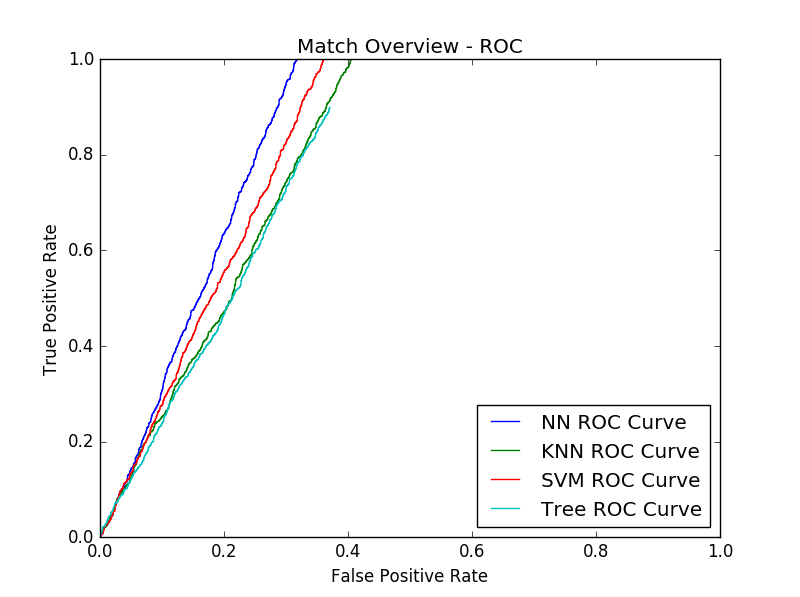 Match Overview - ROC
1.0
0.8
0.6
0.4
0.2
0.0
True Positive Rate
NN ROC Curve
KNN ROC Curve
SVM ROC Curve
Tree ROC Curve
0.0 0.2 0.4 0.6 0.8 1.0
False Positive Rate